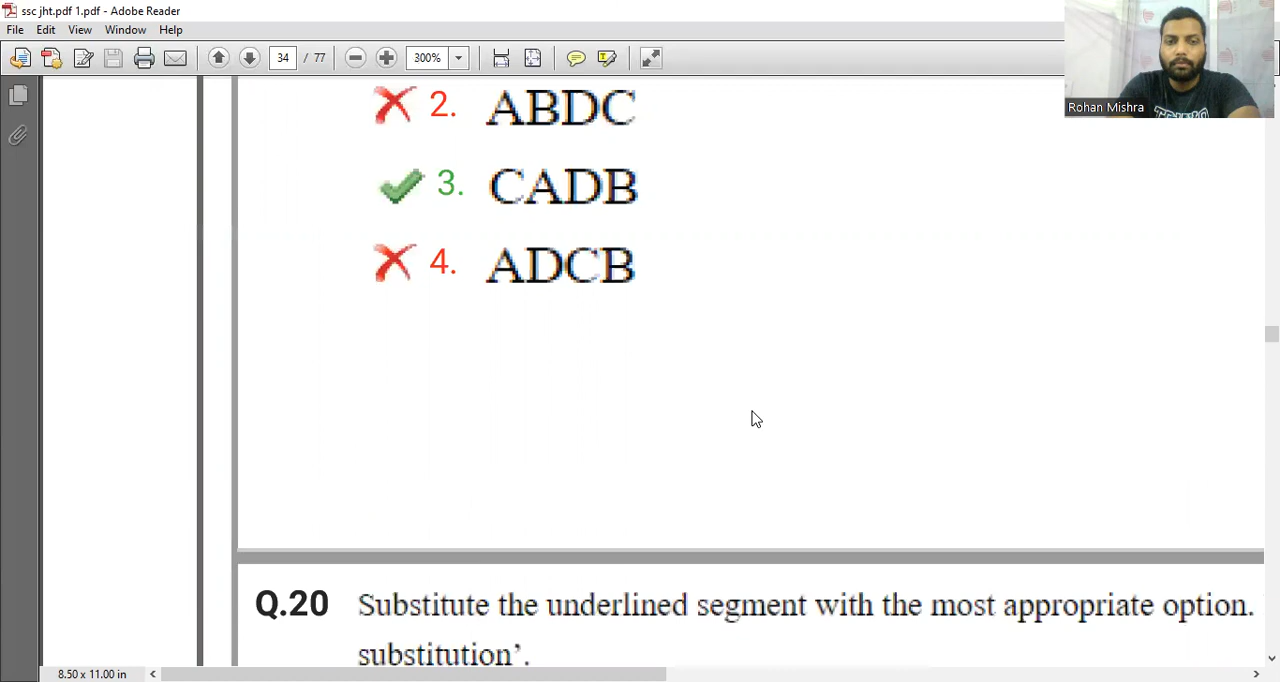 ssc jht.pdf 1.pdf - Adobe Reader
File Edit View Window Help
34 / 77 300%
Rohan Mishra
2. ABDC
3. CADB
4. ADCB
Q.20 Substitute the underlined segment with the most appropriate option.
substitution’.
8.50 x 11.00 in